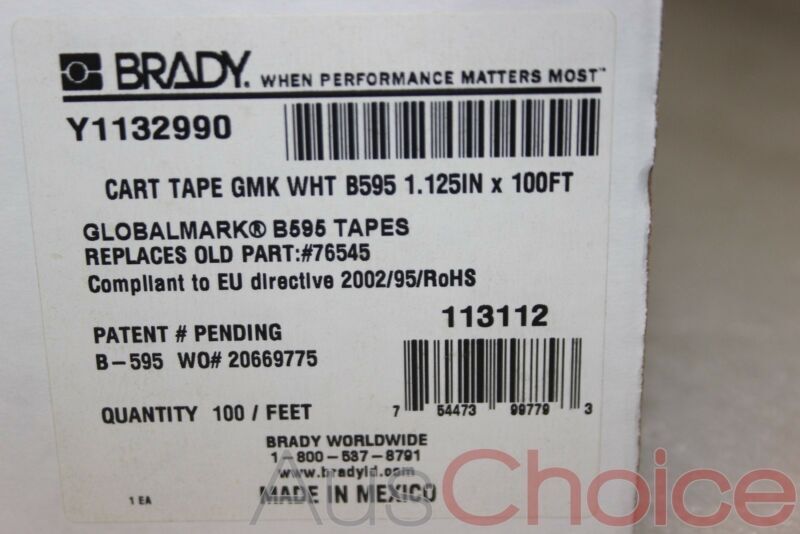 BRADY. WHEN PERFORMANCE MATTERS MOST™
Y1132990
CART TAPE GMK WHT B595 1.125IN x 100FT
GLOBALMARK® B595 TAPES
REPLACES OLD PART:#76545
Compliant to EU directive 2002/95/RoHS
113112
PATENT # PENDING
B-595 WO# 20669775
7 54473 99779 3
QUANTITY 100 / FEET
BRADY WORLDWIDE
1-800-537-8791
www.bradyid.com
1 EA
MADE IN MEXICO
AusChoice